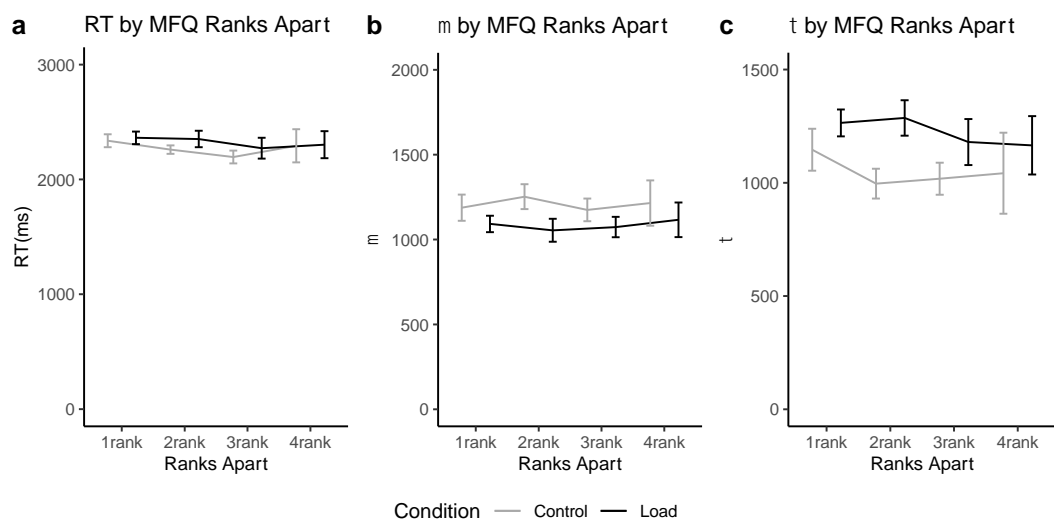 a RT by MFQ Ranks Apart
RT(ms)
3000
2000
1000
0
1rank 2rank 3rank 4rank
Ranks Apart
b m by MFQ Ranks Apart
m
2000
1500
1000
500
0
1rank 2rank 3rank 4rank
Ranks Apart
c t by MFQ Ranks Apart
t
1500
1000
500
0
1rank 2rank 3rank 4rank
Ranks Apart
Condition Control Load